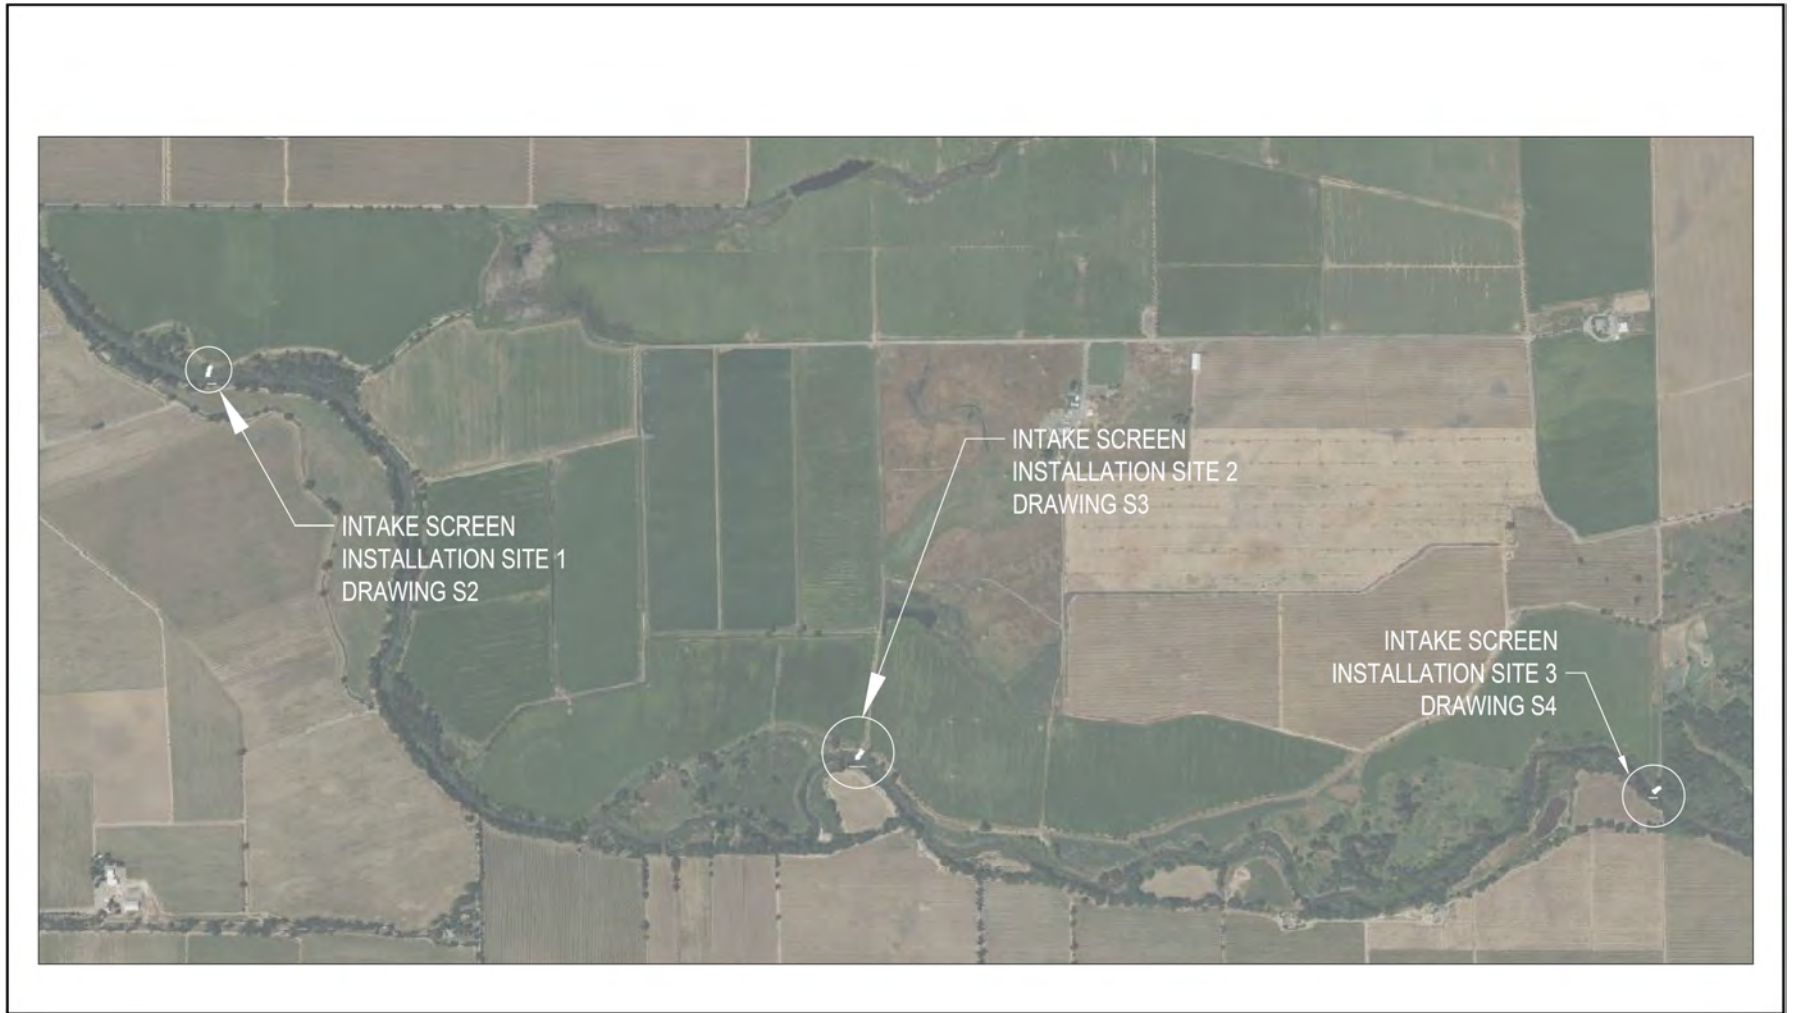 INTAKE SCREEN
INSTALLATION SITE 1
DRAWING S2
INTAKE SCREEN
INSTALLATION SITE 2
DRAWING S3
INTAKE SCREEN
INSTALLATION SITE 3
DRAWING S4